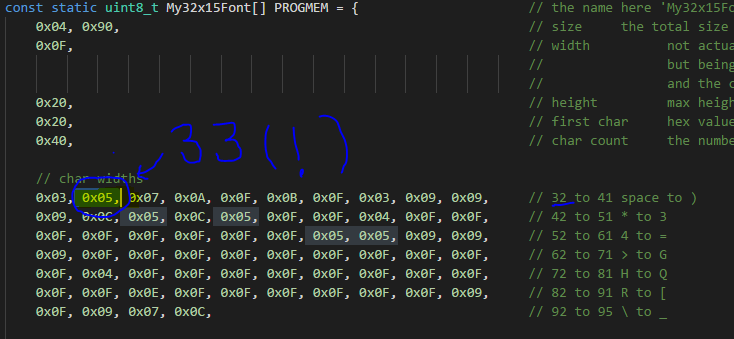 const static uint8_t My32x15Font[] PROGMEM = { // the name here 'My32x15Font
0x04, 0x90, // size the total size
0x0F, // width not actua
// but being
// and the c
0x20, // height max heigh
0x20, // first char hex value
0x40, // char count the numbe
33(!)
// char widths
0x03, 0x05, 0x07, 0x0A, 0x0F, 0x0B, 0x0F, 0x03, 0x09, 0x09, // 32 to 41 space to )
0x09, 0x0C, 0x05, 0x0C, 0x05, 0x0F, 0x0F, 0x04, 0x0F, 0x0F, // 42 to 51 * to 3
0x0F, 0x0F, 0x0F, 0x0F, 0x0F, 0x0F, 0x05, 0x05, 0x09, 0x09, // 52 to 61 4 to =
0x09, 0x0F, 0x0F, 0x0F, 0x0F, 0x0F, 0x0F, 0x0F, 0x0F, 0x0F, // 62 to 71 > to G
0x0F, 0x04, 0x0F, 0x0F, 0x0F, 0x0F, 0x0F, 0x0F, 0x0F, 0x0F, // 72 to 81 H to Q
0x0F, 0x0F, 0x0E, 0x0F, 0x0F, 0x0F, 0x0F, 0x0F, 0x0F, 0x09, // 82 to 91 R to [
0x0F, 0x09, 0x07, 0x0C, // 92 to 95 \ to _